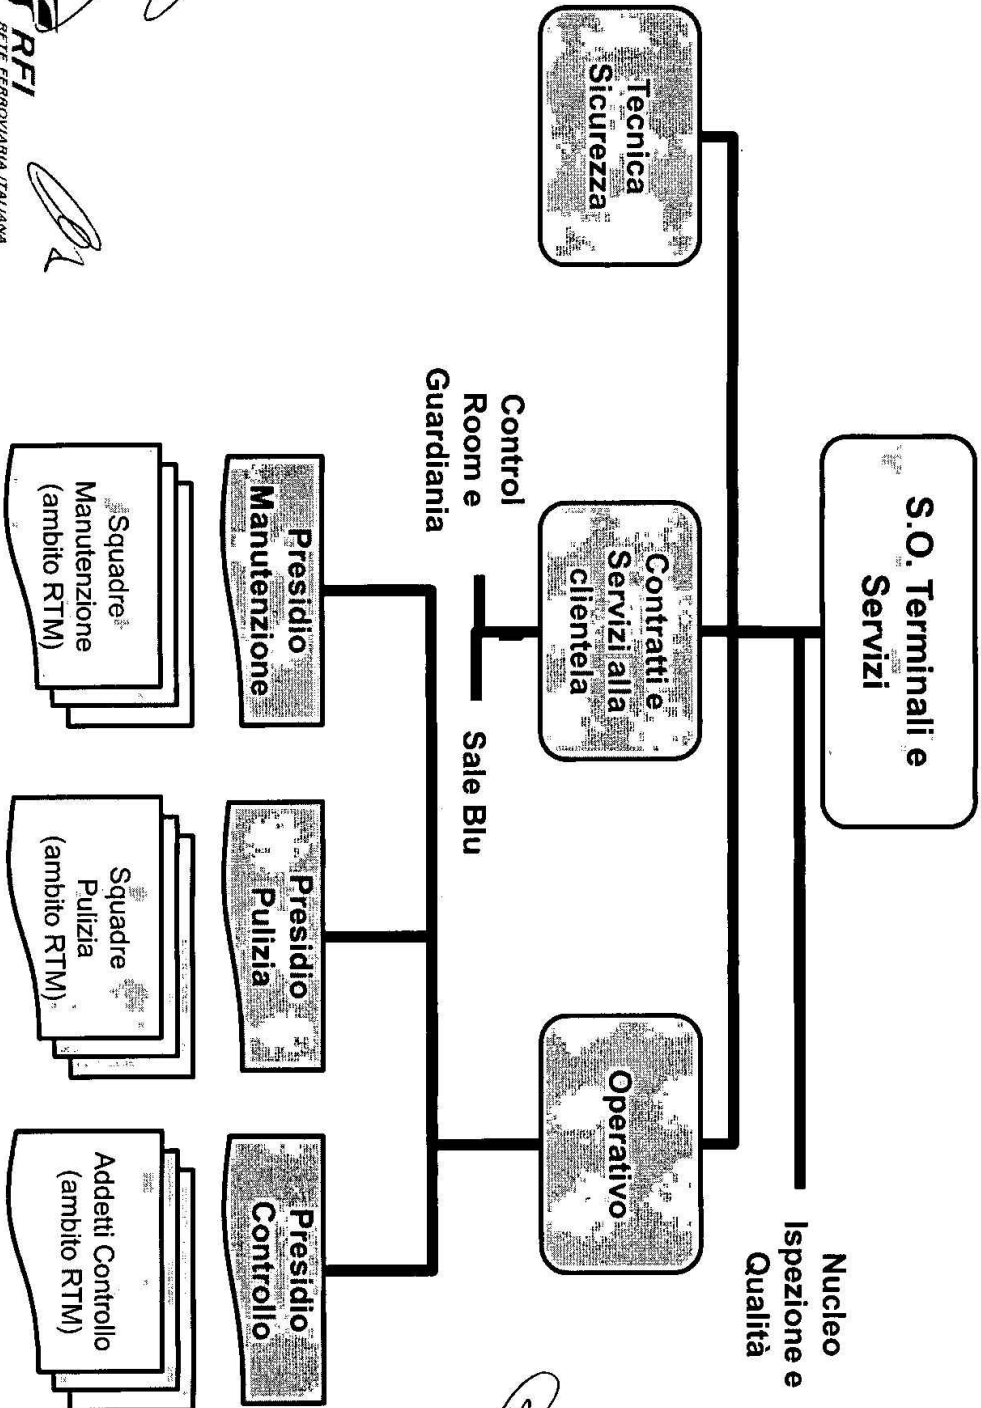 S.O. Terminali e
Servizi
Nucleo
Ispezione e
Qualità
Tecnica
Sicurezza
Contratti e
Servizi alla
clientela
Operativo
Control
Room e
Guardiania
Sale Blu
Presidio
Manutenzione
Presidio
Pulizia
Presidio
Controllo
Squadre
Manutenzione
(ambito RTM)
Squadre
Pulizia
(ambito RTM)
Addetti Controllo
(ambito RTM)
RFI
RETE FERROVIARIA ITALIANA